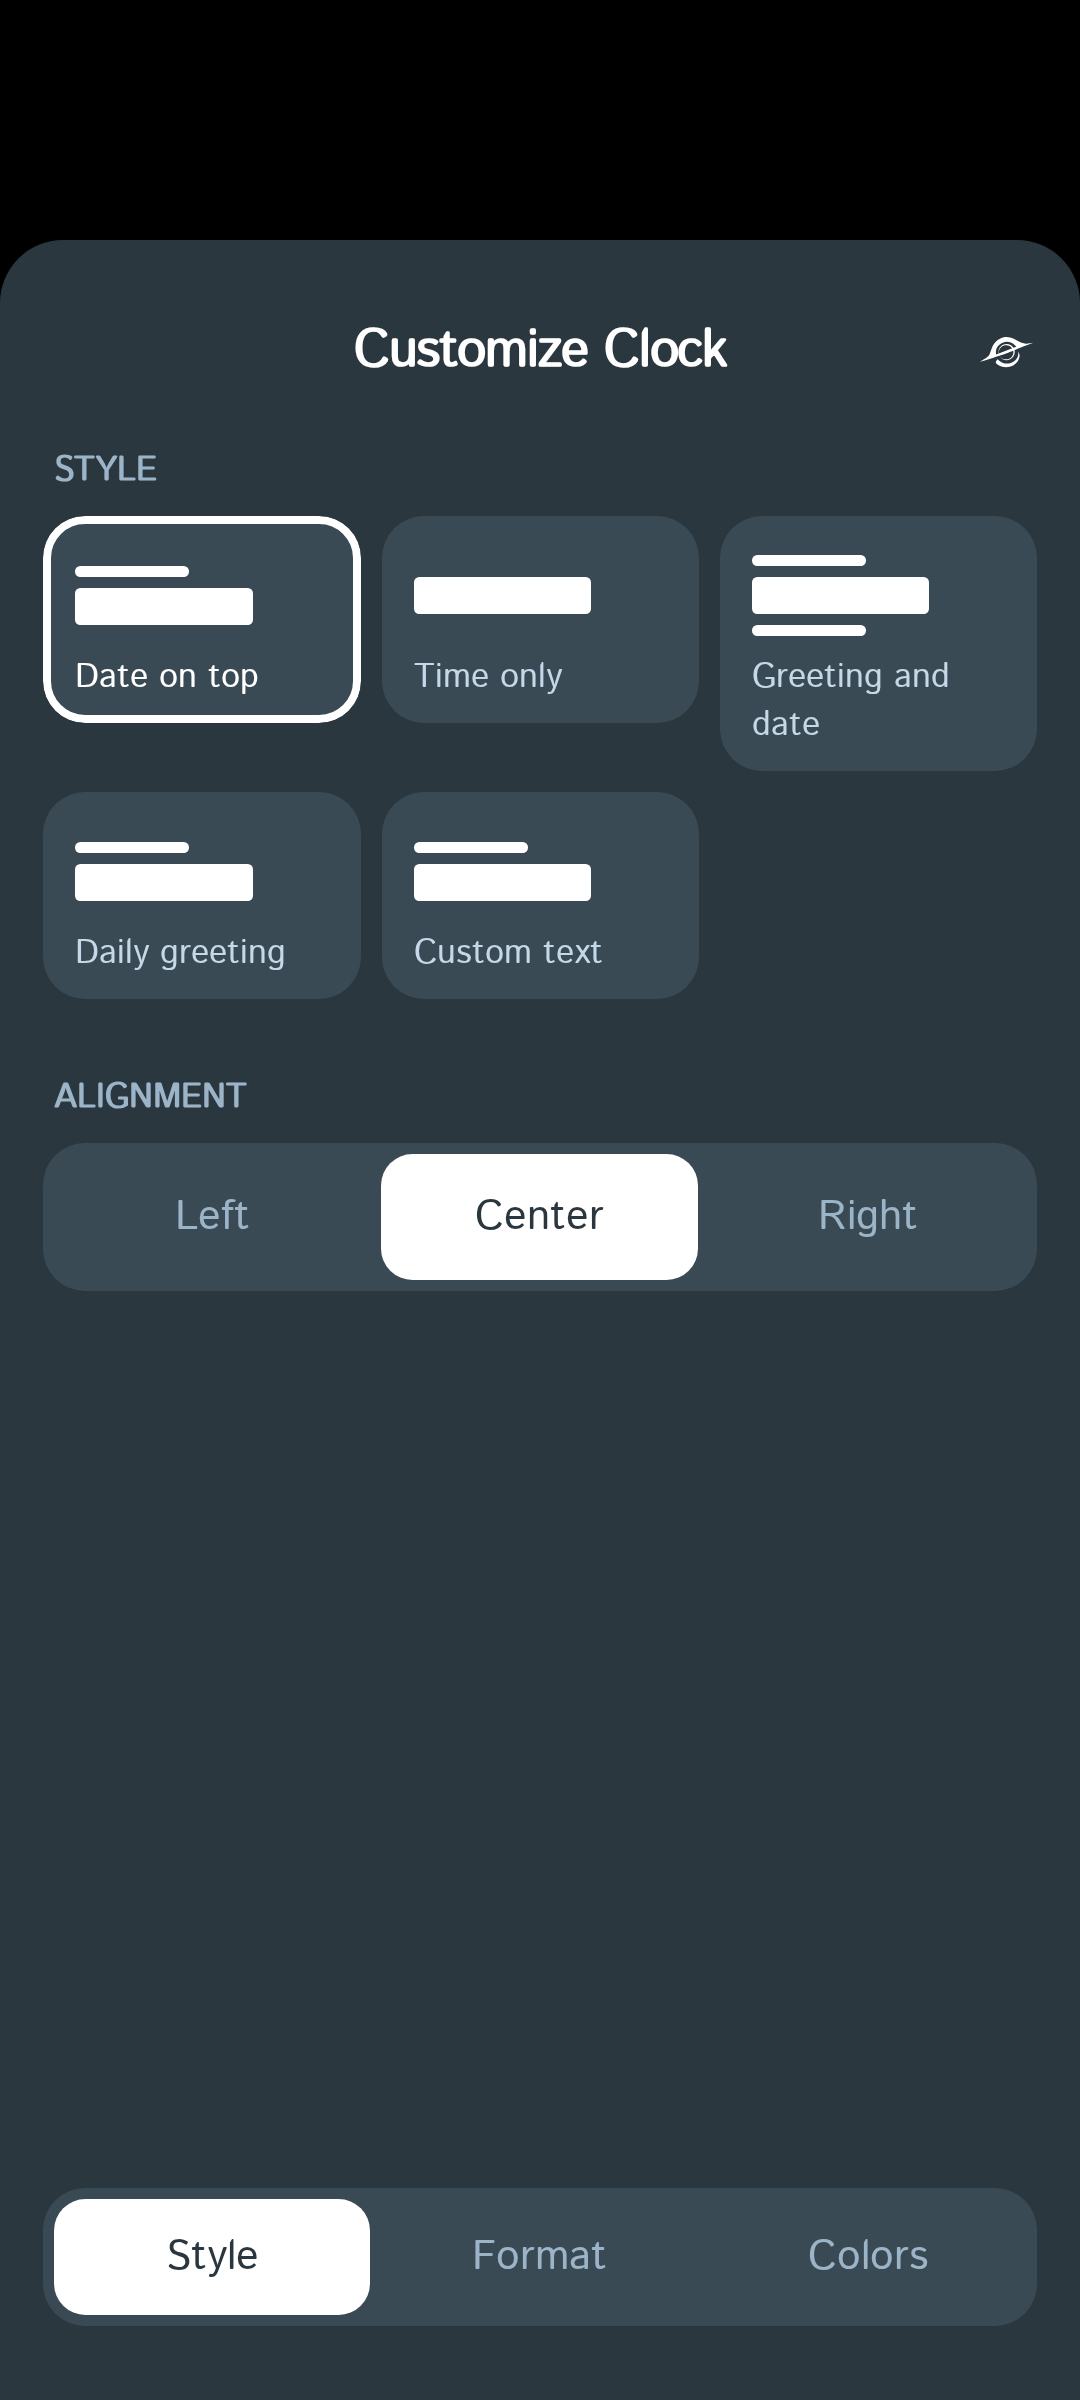 Customize Clock
STYLE
Date on top
Time only
Greeting and
date
Daily greeting
Custom text
ALIGNMENT
Left
Center
Right
Style
Format
Colors